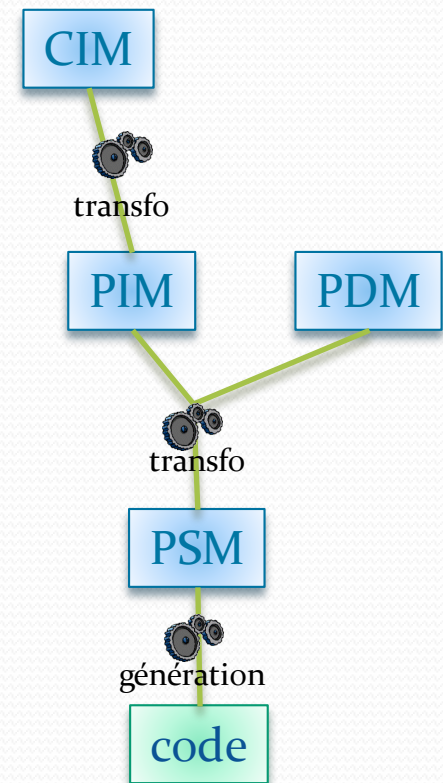 CIM
transfo
PIM
PDM
transfo
PSM
génération
code